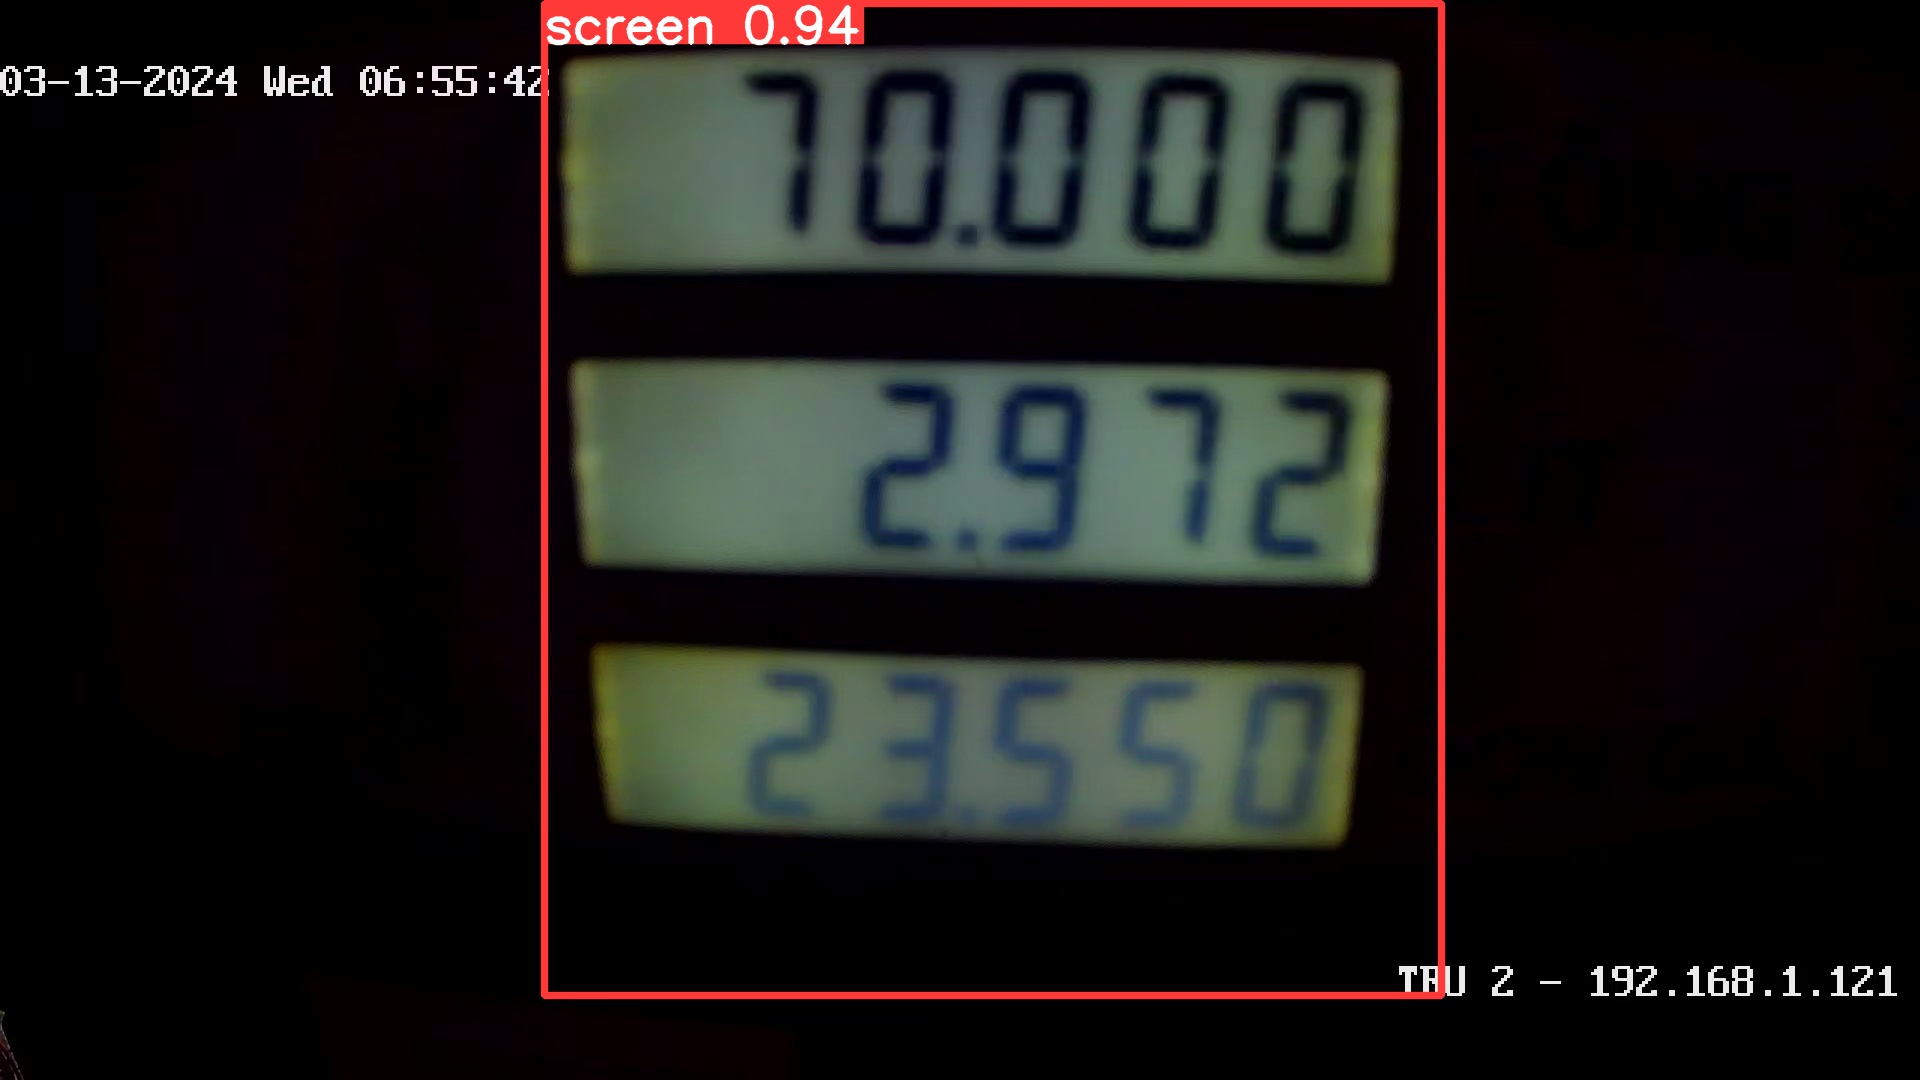 screen 0.94
03-13-2024 Wed 06:55:42
70.000
2.972
23.550
TRU 2 - 192.168.1.121